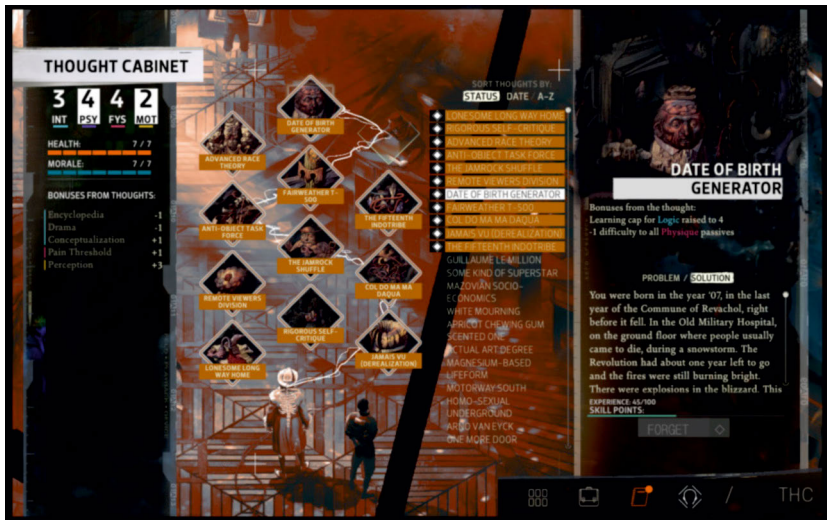 THOUGHT CABINET
3 4 4 2
INT PSY FYS MOT
HEALTH: 7 / 7
MORALE: 7 / 7
BONUSES FROM THOUGHTS:
Encyclopedia -1
Drama -1
Conceptualization +1
Pain Threshold +1
Perception +3
DATE OF BIRTH
GENERATOR
ADVANCED RACE
THEORY
FAIRWEATHER T-
500
THE FIFTEENTH
INDOTRIBE
ANTI-OBJECT TASK
FORCE
THE JAMROCK
SHUFFLE
COL DO MA MA
DAQUA
REMOTE VIEWERS
DIVISION
RIGOROUS SELF-
CRITIQUE
JAMAIS VU
(DEREALIZATION)
LONESOME LONG
WAY HOME
SORT THOUGHTS BY:
STATUS / DATE / A-Z
LONESOME LONG WAY HOME
RIGOROUS SELF-CRITIQUE
ADVANCED RACE THEORY
ANTI-OBJECT TASK FORCE
THE JAMROCK SHUFFLE
REMOTE VIEWERS DIVISION
DATE OF BIRTH GENERATOR
FAIRWEATHER T-500
COL DO MA MA DAQUA
JAMAIS VU (DEREALIZATION)
THE FIFTEENTH INDOTRIBE
GUILLAUME LE MILLION
SOME KIND OF SUPERSTAR
MAZOVIAN SOCIO-
ECONOMICS
WHITE MOURNING
APRICOT CHEWING GUM
SCENTED ONE
ACTUAL ART DEGREE
MAGNESIUM-BASED
LIFEFORM
MOTORWAY SOUTH
HOMO-SEXUAL
UNDERGROUND
ARNO VAN EYCK
ONE MORE DOOR
DATE OF BIRTH
GENERATOR
Bonuses from the thought:
Learning cap for Logic raised to 4
-1 difficulty to all Physique passives
PROBLEM / SOLUTION
You were born in the year '07, in the last
year of the Commune of Revachol, right
before it fell. In the Old Military Hospital,
on the ground floor where people usually
came to die, during a snowstorm. The
Revolution had about one year left to go
and the fires were still burning bright.
There were explosions in the blizzard. This
EXPERIENCE: 45/100
SKILL POINTS:
FORGET
/ THC